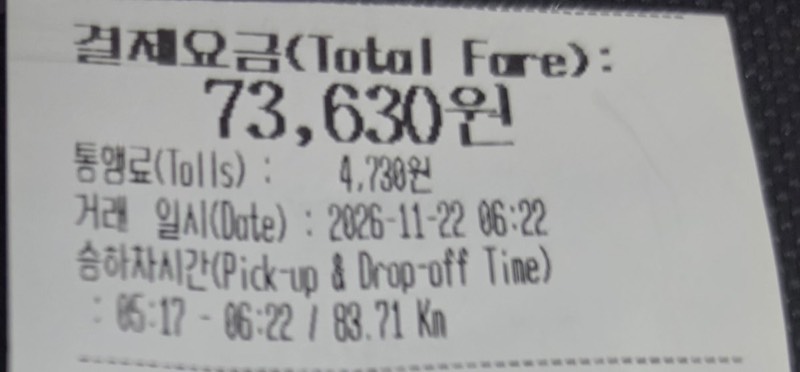 결제요금(Total Fare):
73,630원
통행료(Tolls) : 4,730원
거래 일시(Date) : 2026-11-22 06:22
승하차시간(Pick-up & Drop-off Time)
: 05:17 - 06:22 / 83.71 Km